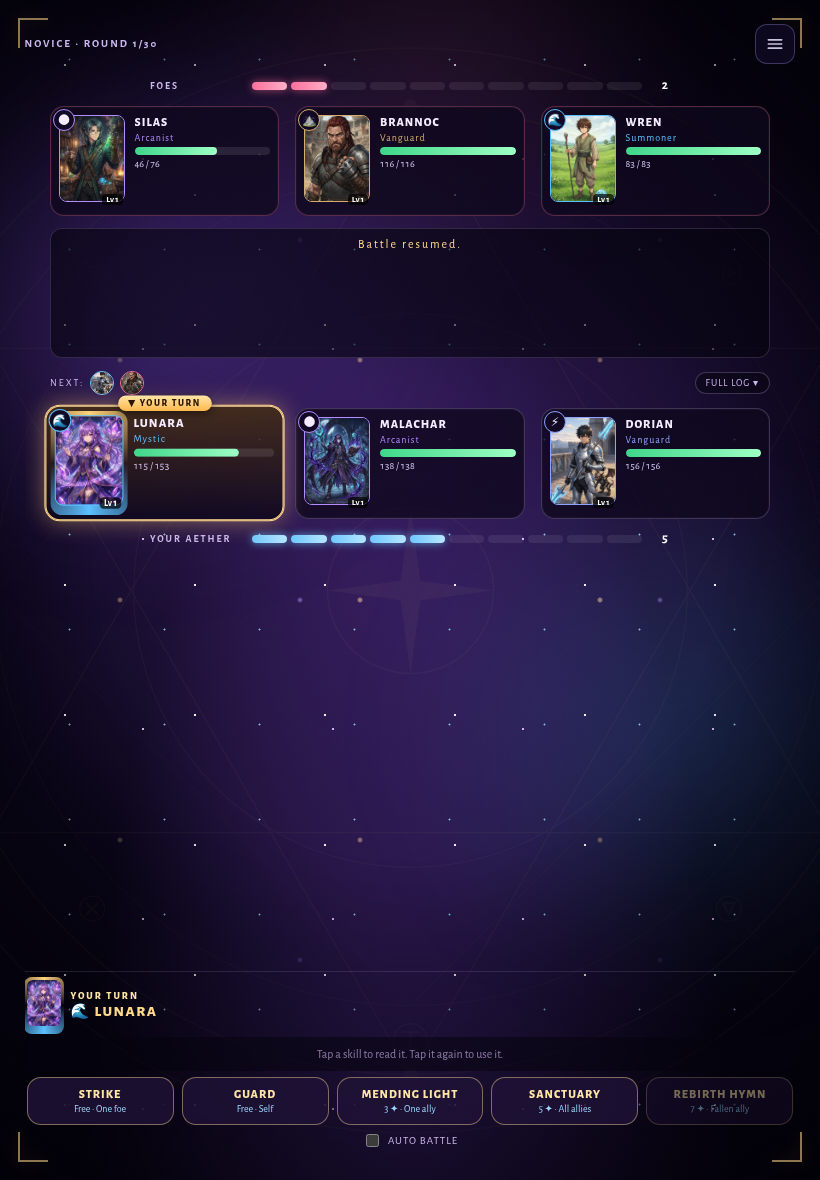 NOVICE · ROUND 1/30
FOES
2
SILAS
Arcanist
46/76
Lv1
BRANNOC
Vanguard
116/116
Lv1
WREN
Summoner
83/83
Lv1
Battle resumed.
NEXT:
FULL LOG ▾
▼ YOUR TURN
LUNARA
Mystic
115/153
Lv1
MALACHAR
Arcanist
138/138
Lv1
DORIAN
Vanguard
156/156
Lv1
YOUR AETHER
5
YOUR TURN
🌊 LUNARA
Tap a skill to read it. Tap it again to use it.
STRIKE
Free · One foe
GUARD
Free · Self
MENDING LIGHT
3 ✦ · One ally
SANCTUARY
5 ✦ · All allies
REBIRTH HYMN
7 ✦ · Fallen ally
AUTO BATTLE